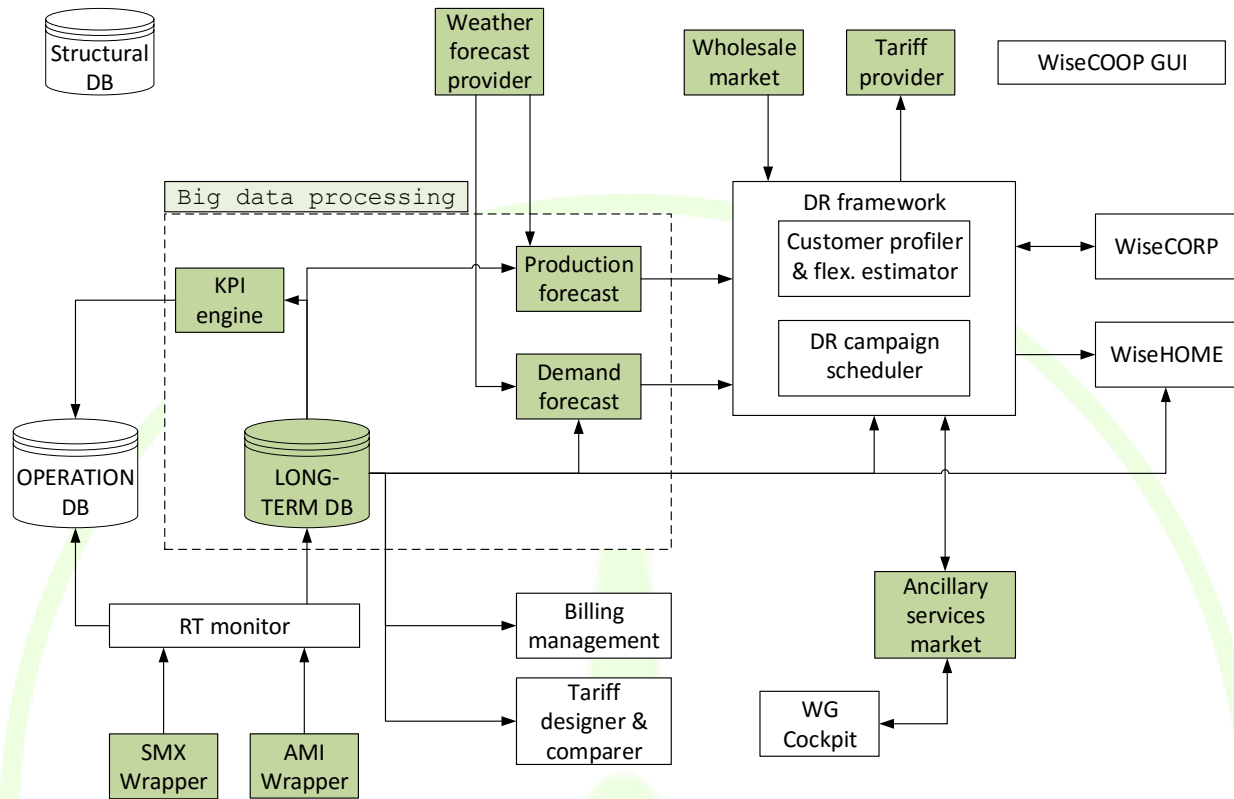 Structural
DB
Weather
forecast
provider
Wholesale
market
Tariff
provider
WiseCOOP GUI
Big data processing
DR framework
Customer profiler
& flex. estimator
DR campaign
scheduler
WiseCORP
WiseHOME
KPI
engine
Production
forecast
Demand
forecast
OPERATION
DB
LONG-
TERM DB
RT monitor
Billing
management
Tariff
designer &
comparer
Ancillary
services
market
WG
Cockpit
SMX
Wrapper
AMI
Wrapper